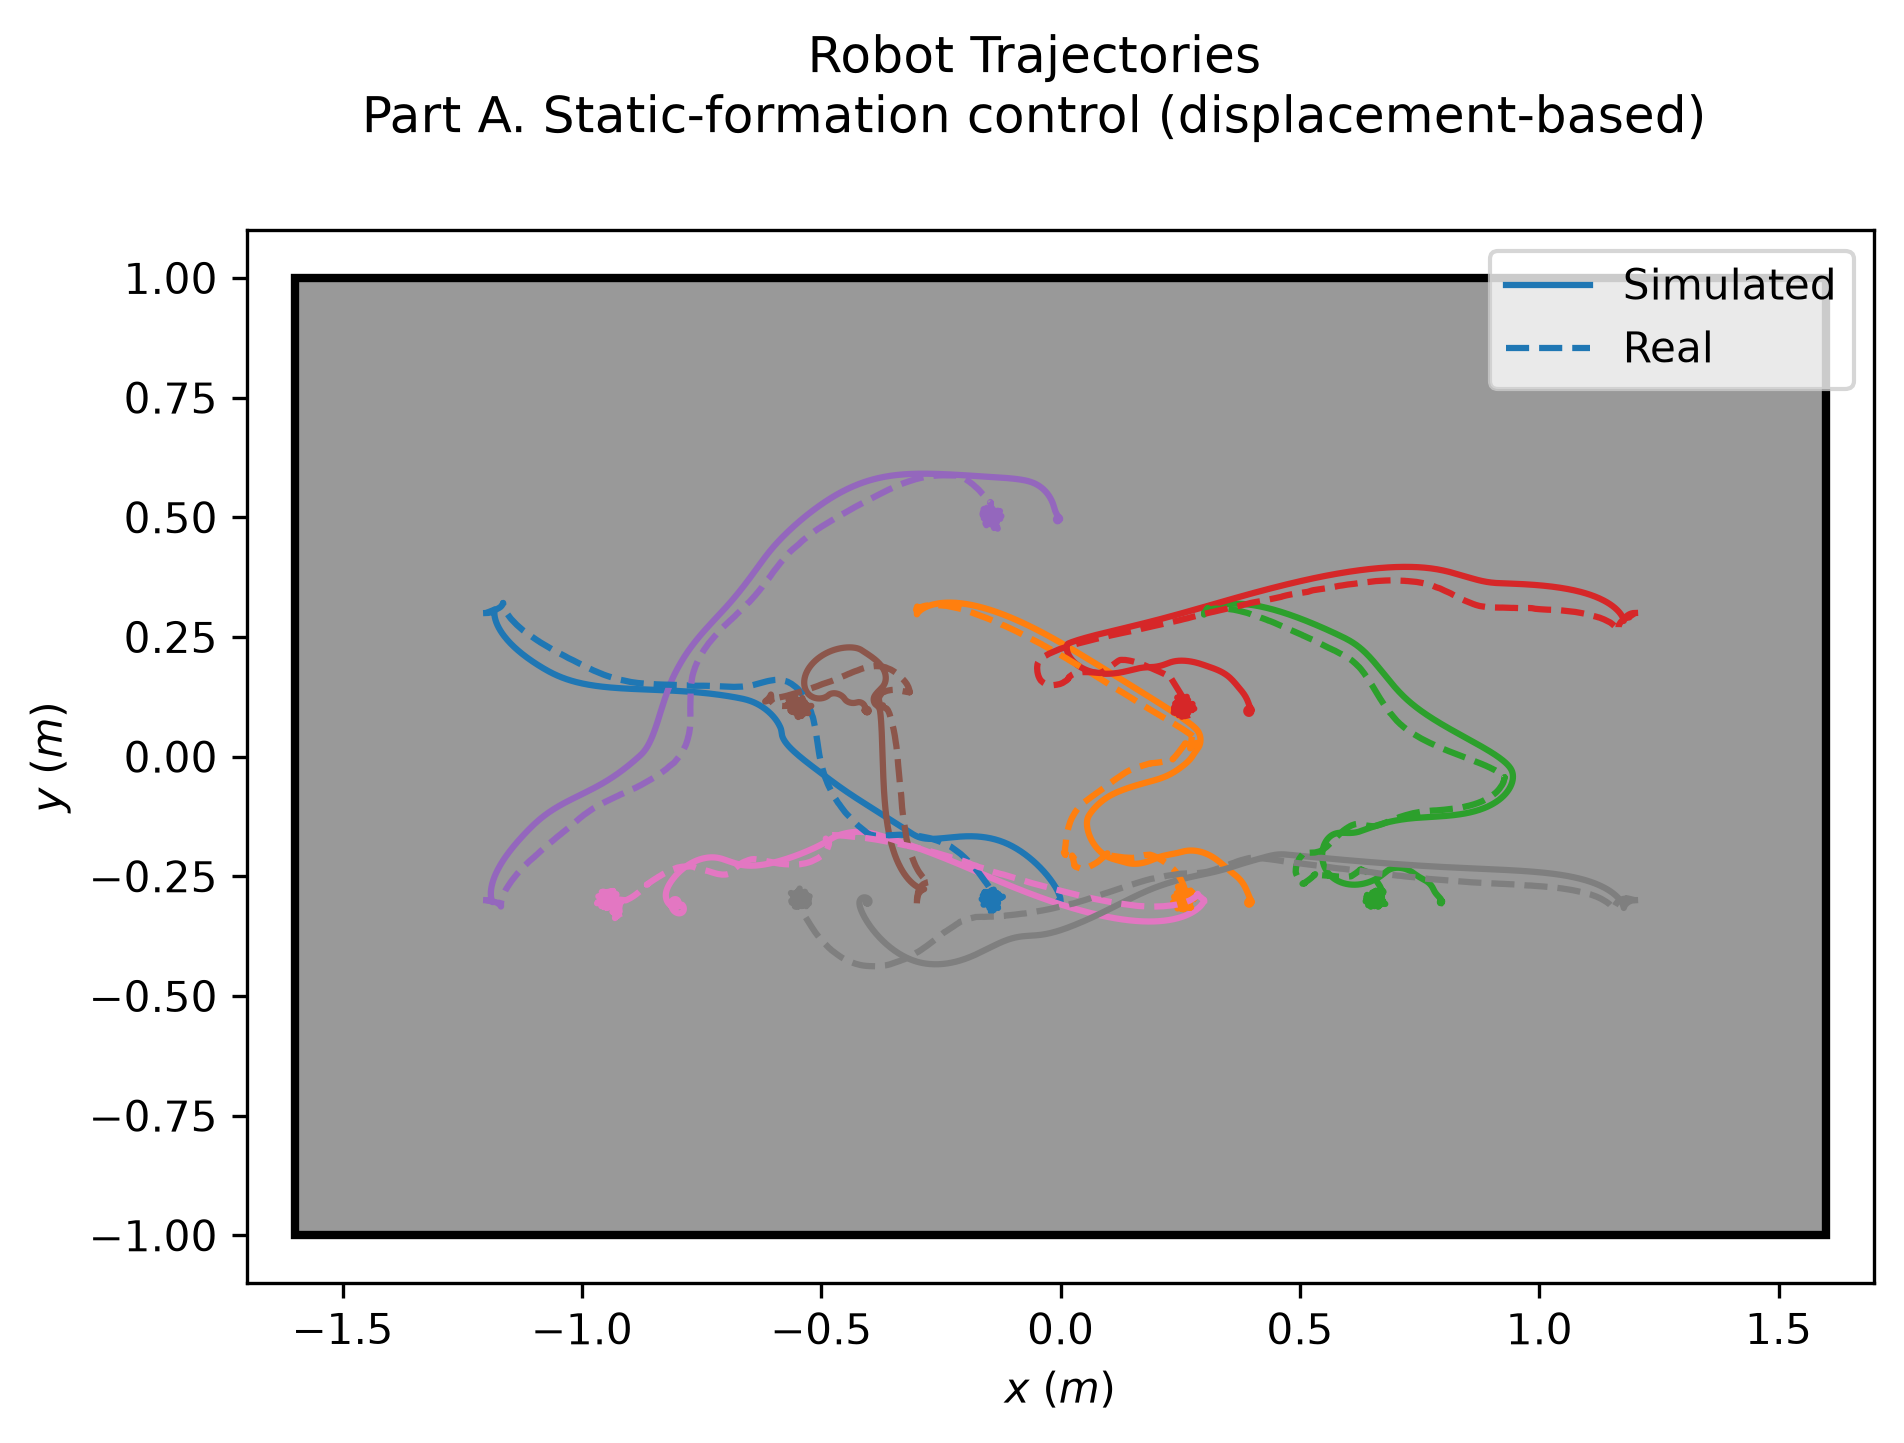 Robot Trajectories
Part A. Static-formation control (displacement-based)
Simulated
Real
1.00
0.75
0.50
0.25
0.00
−0.25
−0.50
−0.75
−1.00
y (m)
−1.5 −1.0 −0.5 0.0 0.5 1.0 1.5
x (m)